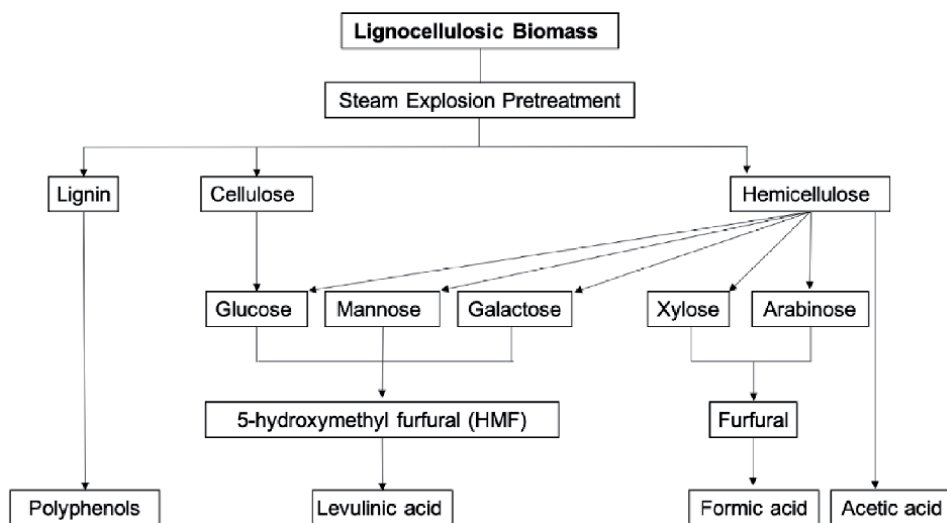 Lignocellulosic Biomass
Steam Explosion Pretreatment
Lignin
Cellulose
Hemicellulose
Glucose
Mannose
Galactose
Xylose
Arabinose
5-hydroxymethyl furfural (HMF)
Furfural
Polyphenols
Levulinic acid
Formic acid
Acetic acid